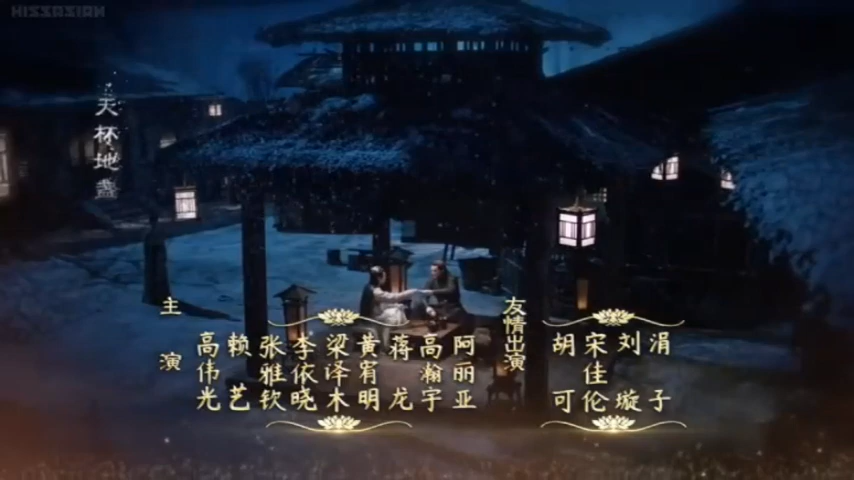 HISSASIAN
天杯地盏
主演
高伟光
赖艺
张雅钦
李依晓
梁译木
黄宥明
蒋龙
高瀚宇
阿丽亚
友情出演
胡可
宋佳伦
刘璇
涓子